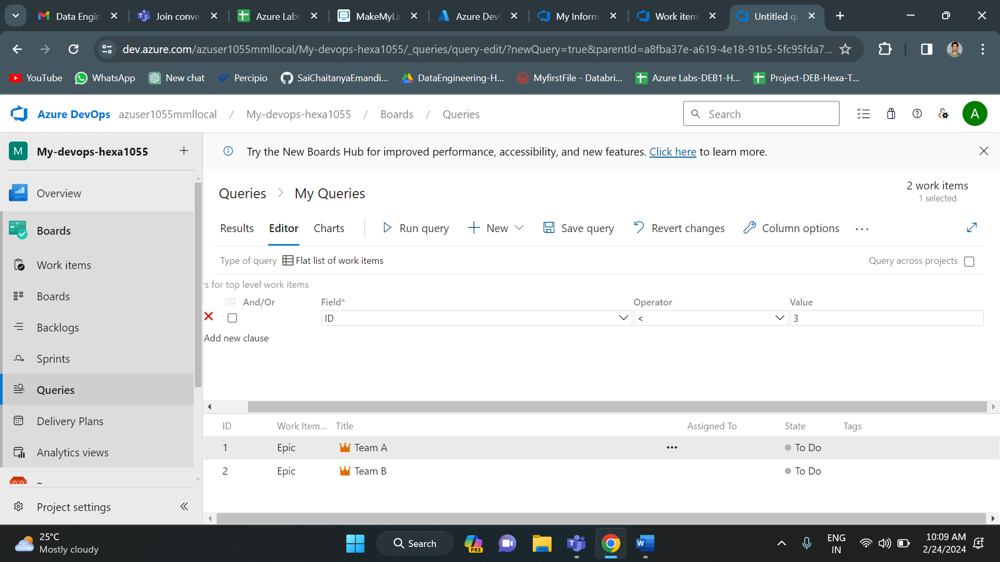 Data Engin
Join conve
Azure Labs
MakeMyLa
Azure Dev
My Inform
Work item
Untitled q
dev.azure.com/azuser1055mmllocal/My-devops-hexa1055/_queries/query-edit/?newQuery=true&parentId=a8fba37e-a619-4e18-91b5-5fc95fda7...
YouTube
WhatsApp
New chat
Percipio
SaiChaitanyaEmandi...
DataEngineering-H...
MyfirstFile - Databri...
Azure Labs-DEB1-H...
Project-DEB-Hexa-T...
Azure DevOps azuser1055mmllocal / My-devops-hexa1055 / Boards / Queries
Search
A
M My-devops-hexa1055
Overview
Boards
Work items
Boards
Backlogs
Sprints
Queries
Delivery Plans
Analytics views
Project settings
Try the New Boards Hub for improved performance, accessibility, and new features. Click here to learn more.
Queries > My Queries
2 work items
1 selected
Results Editor Charts Run query New Save query Revert changes Column options ...
Type of query Flat list of work items
Query across projects
rs for top level work items
And/Or Field* Operator Value
ID < 3
Add new clause
ID Work Item... Title Assigned To State Tags
1 Epic Team A ... To Do
2 Epic Team B To Do
25°C
Mostly cloudy
Search
PRE
ENG
IN
10:09 AM
2/24/2024